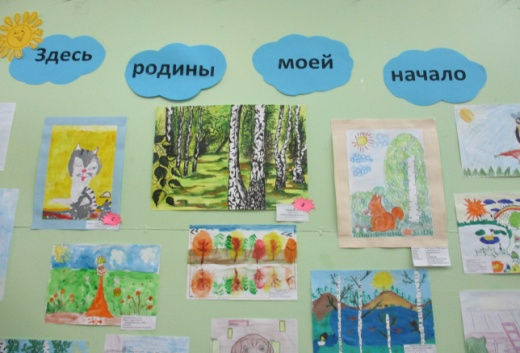 Здесь родины моей начало